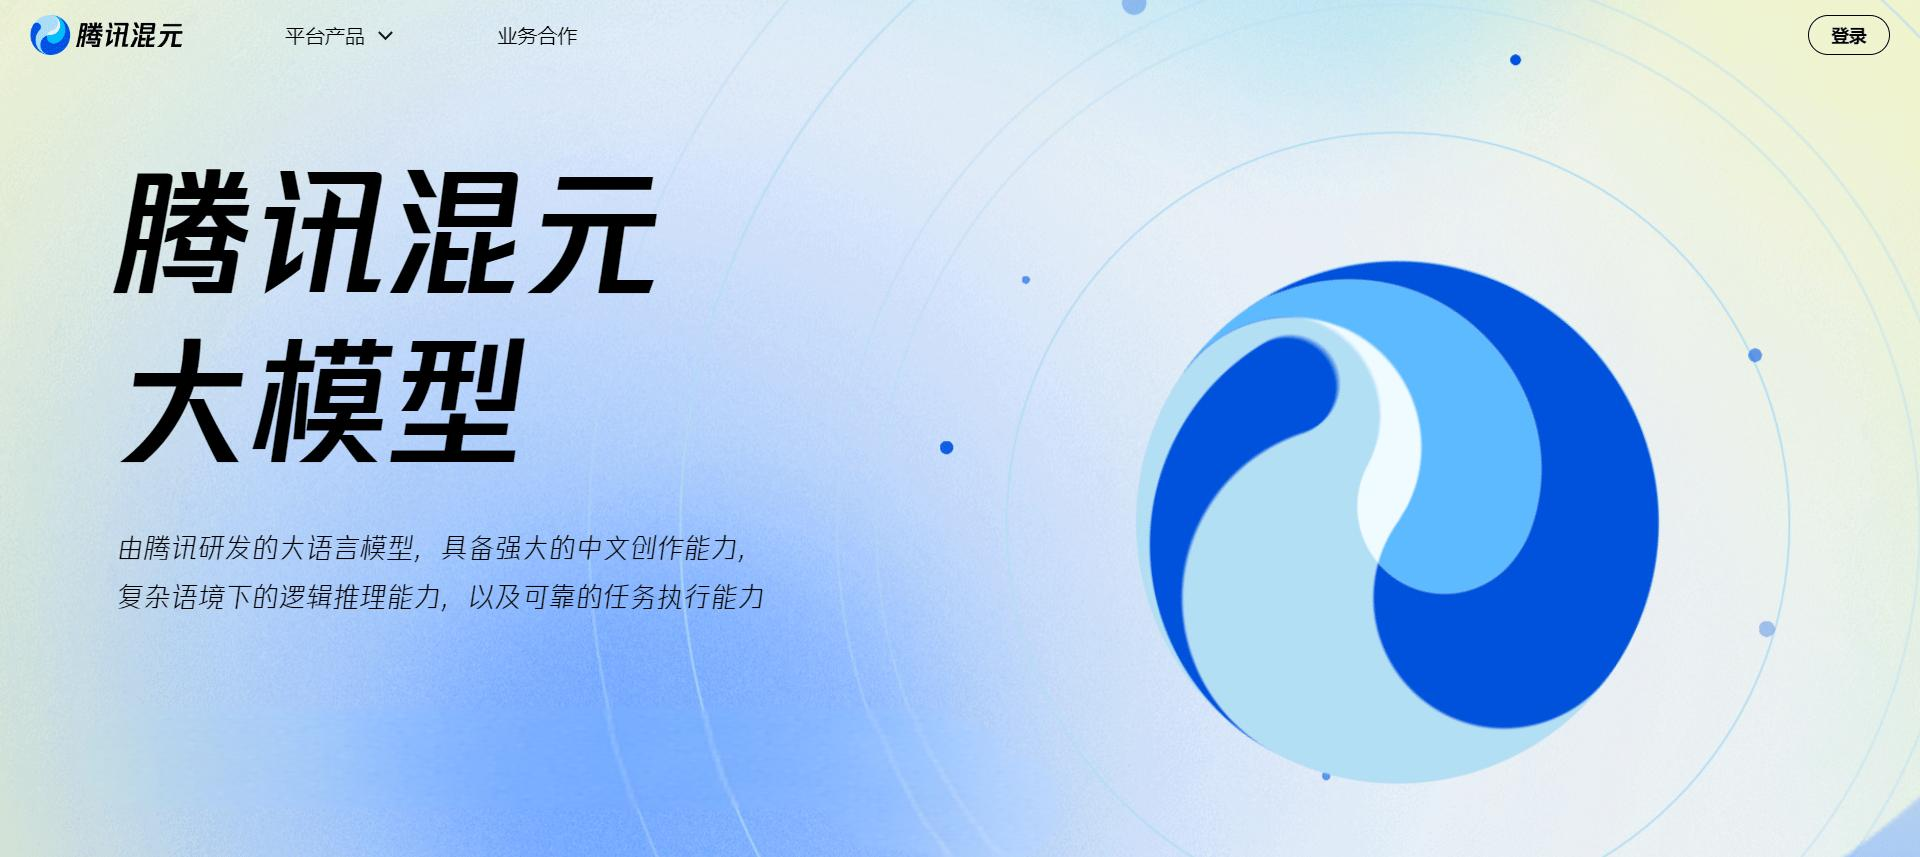 腾讯混元
平台产品
业务合作
登录
腾讯混元
大模型
由腾讯研发的大语言模型，具备强大的中文创作能力，
复杂语境下的逻辑推理能力，以及可靠的任务执行能力